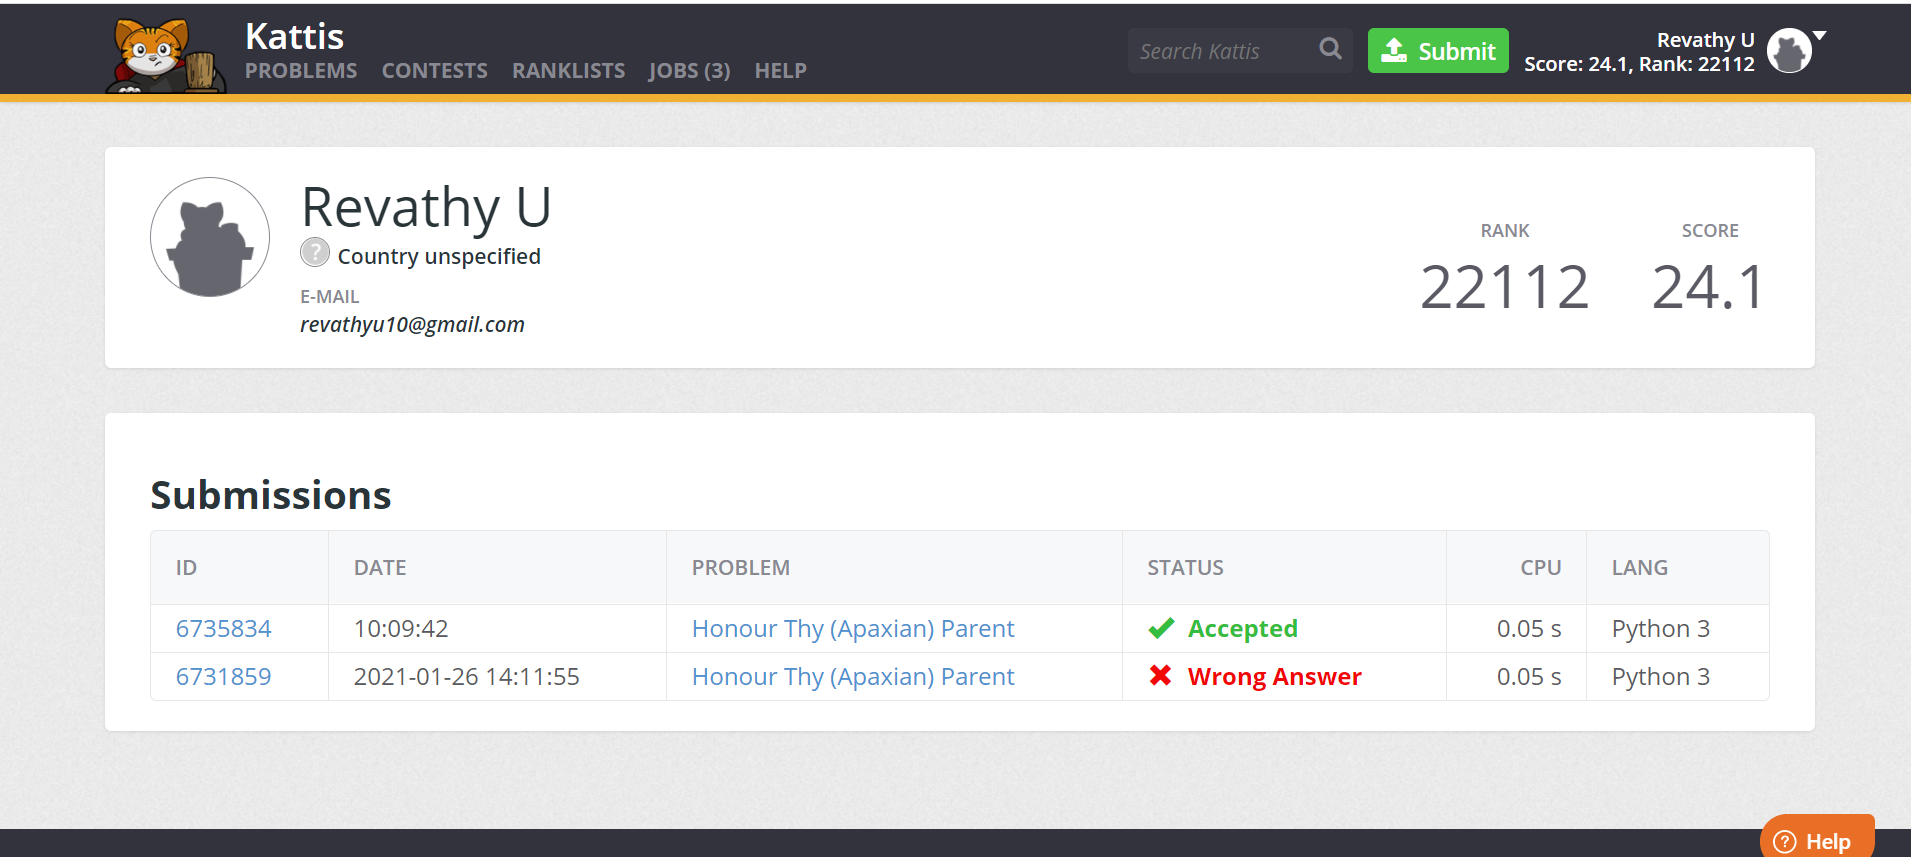 Kattis
PROBLEMS CONTESTS RANKLISTS JOBS (3) HELP
Search Kattis
Submit
Revathy U
Score: 24.1, Rank: 22112
Revathy U
? Country unspecified
E-MAIL
revathyu10@gmail.com
RANK
22112
SCORE
24.1
Submissions
ID DATE PROBLEM STATUS CPU LANG
6735834 10:09:42 Honour Thy (Apaxian) Parent Accepted 0.05 s Python 3
6731859 2021-01-26 14:11:55 Honour Thy (Apaxian) Parent Wrong Answer 0.05 s Python 3
? Help